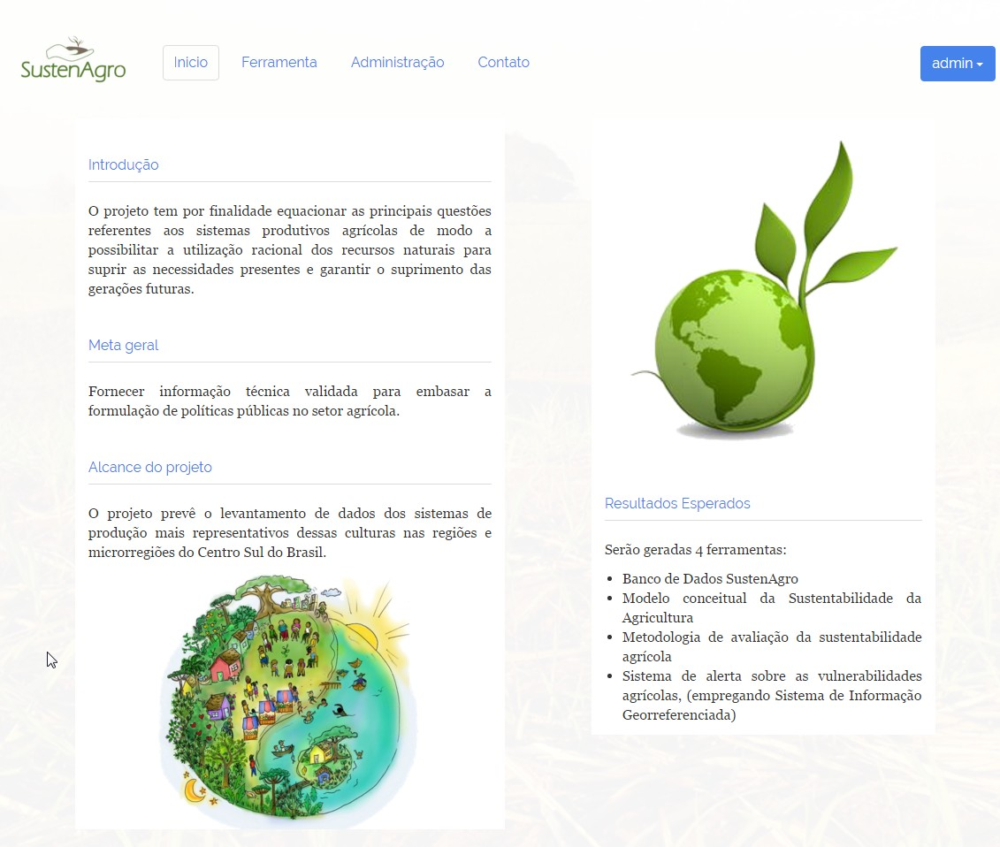 SustenAgro
Inicio
Ferramenta
Administração
Contato
admin
Introdução
O projeto tem por finalidade equacionar as principais questões
referentes aos sistemas produtivos agrícolas de modo a
possibilitar a utilização racional dos recursos naturais para
suprir as necessidades presentes e garantir o suprimento das
gerações futuras.
Meta geral
Fornecer informação técnica validada para embasar a
formulação de políticas públicas no setor agrícola.
Alcance do projeto
O projeto prevê o levantamento de dados dos sistemas de
produção mais representativos dessas culturas nas regiões e
microrregiões do Centro Sul do Brasil.
Resultados Esperados
Serão geradas 4 ferramentas:
Banco de Dados SustenAgro
Modelo conceitual da Sustentabilidade da
Agricultura
Metodologia de avaliação da sustentabilidade
agrícola
Sistema de alerta sobre as vulnerabilidades
agrícolas, (empregando Sistema de Informação
Georreferenciada)